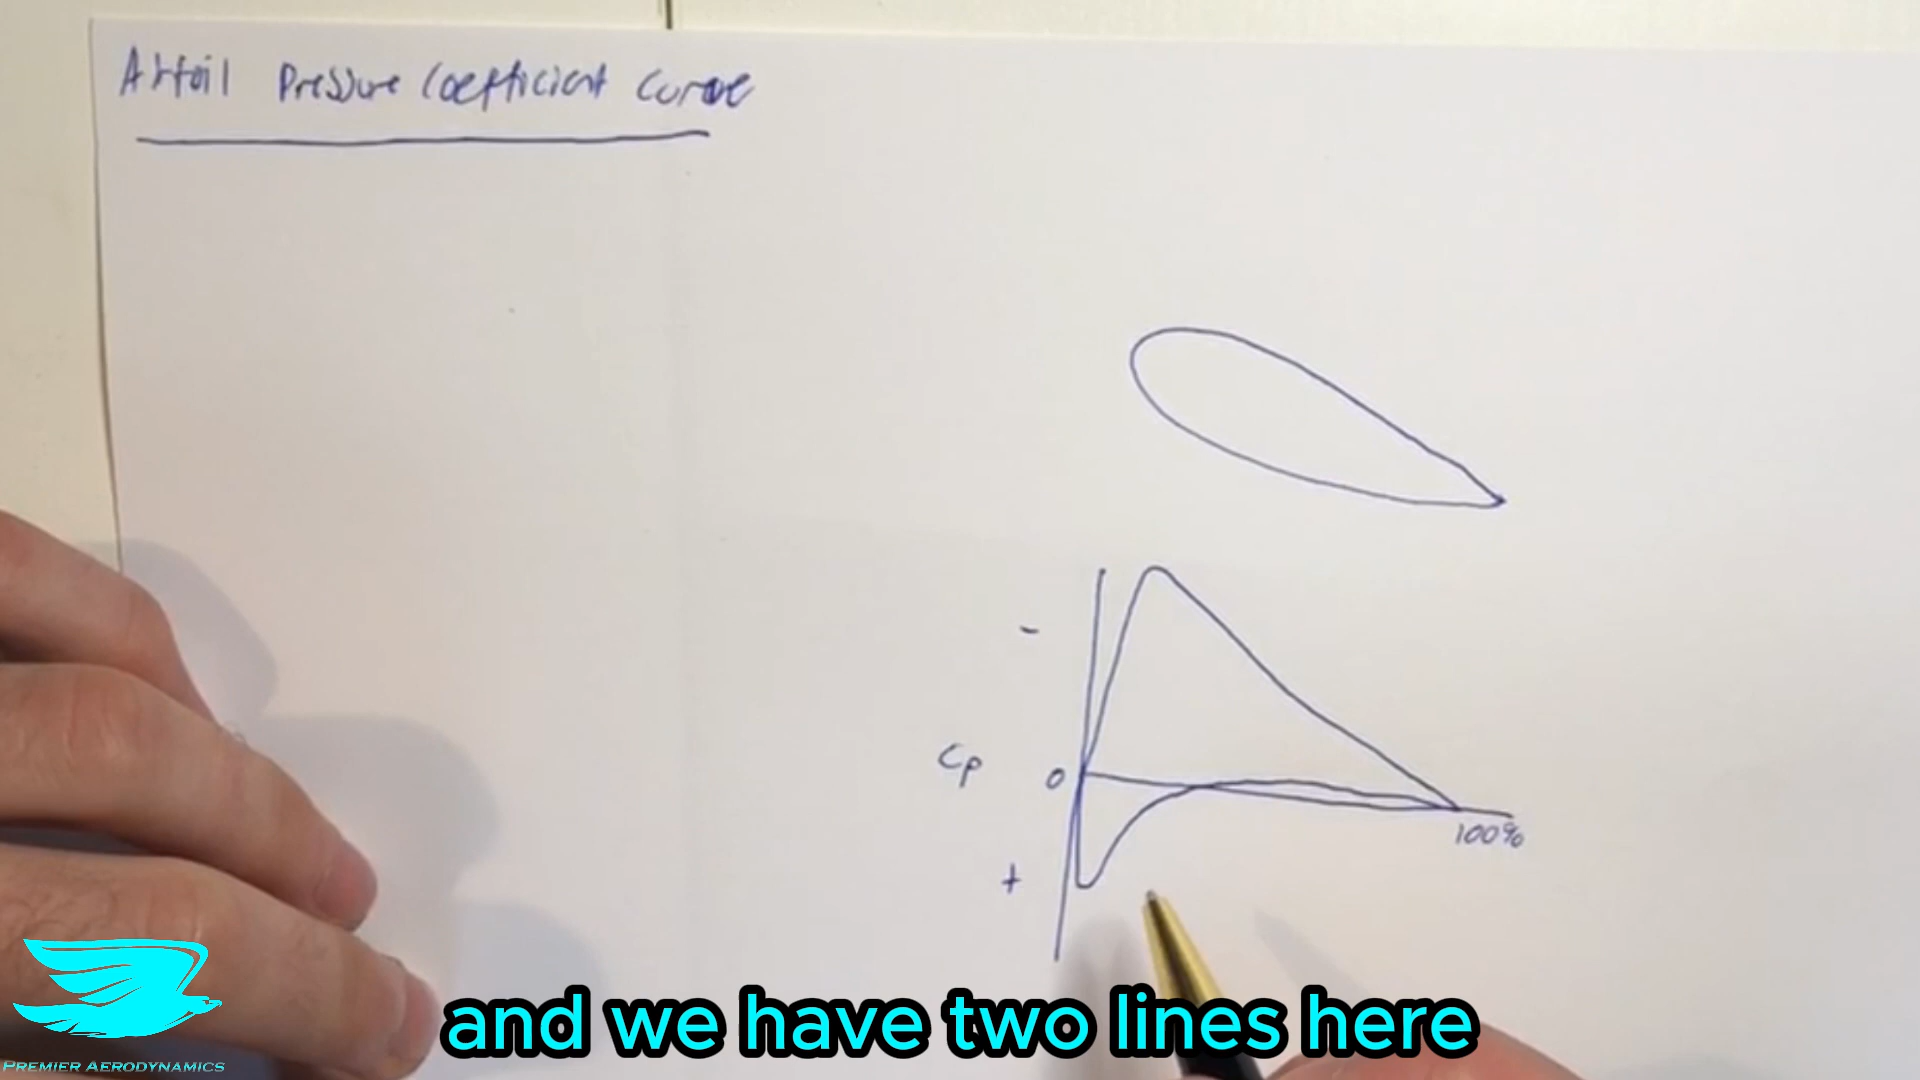 Airfoil Pressure Coefficient Curve
-
Cp 0
100%
+
and we have two lines here
PREMIER AERODYNAMICS